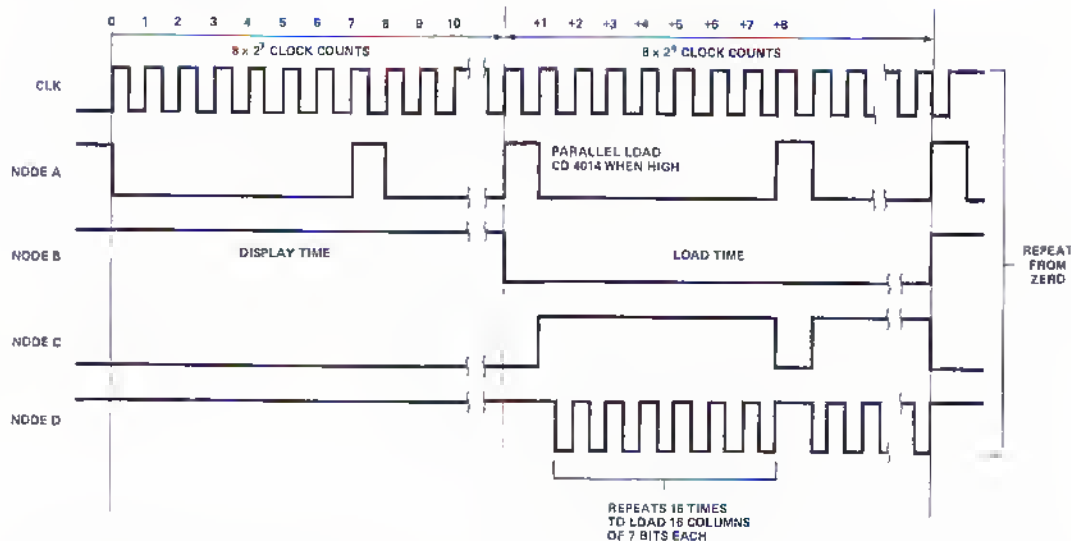 0 1 2 3 4 5 6 7 8 9 10 +1 +2 +3 +4 +5 +6 +7 +8
8 x 2⁷ CLOCK COUNTS
CLK
NODE A
PARALLEL LOAD
CD 4014 WHEN HIGH
NODE B
DISPLAY TIME
LOAD TIME
REPEAT
FROM
ZERO
NODE C
NODE D
REPEATS 16 TIMES
TO LOAD 16 COLUMNS
OF 7 BITS EACH